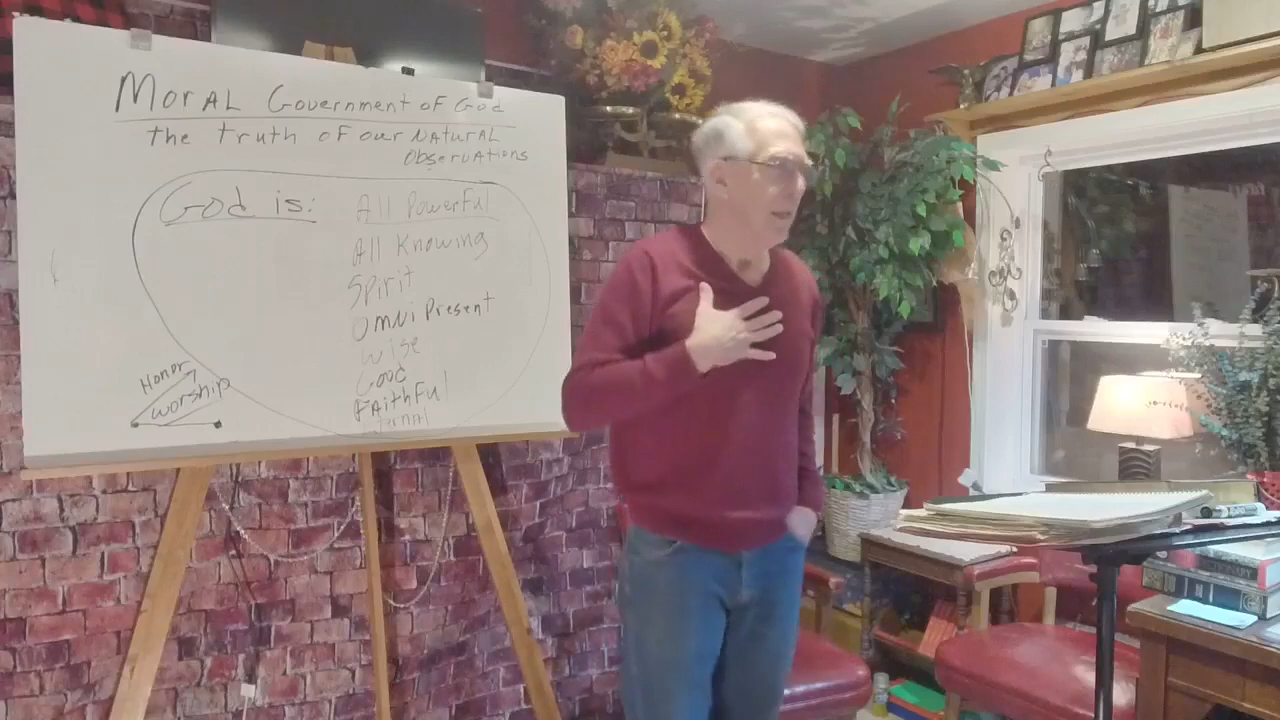 MORAL Government of God
the truth of our NATURAL
Observations
God is: All Powerful
All Knowing
Spirit
OMNi Present
wise
Good
FAithFul
Honor
worship